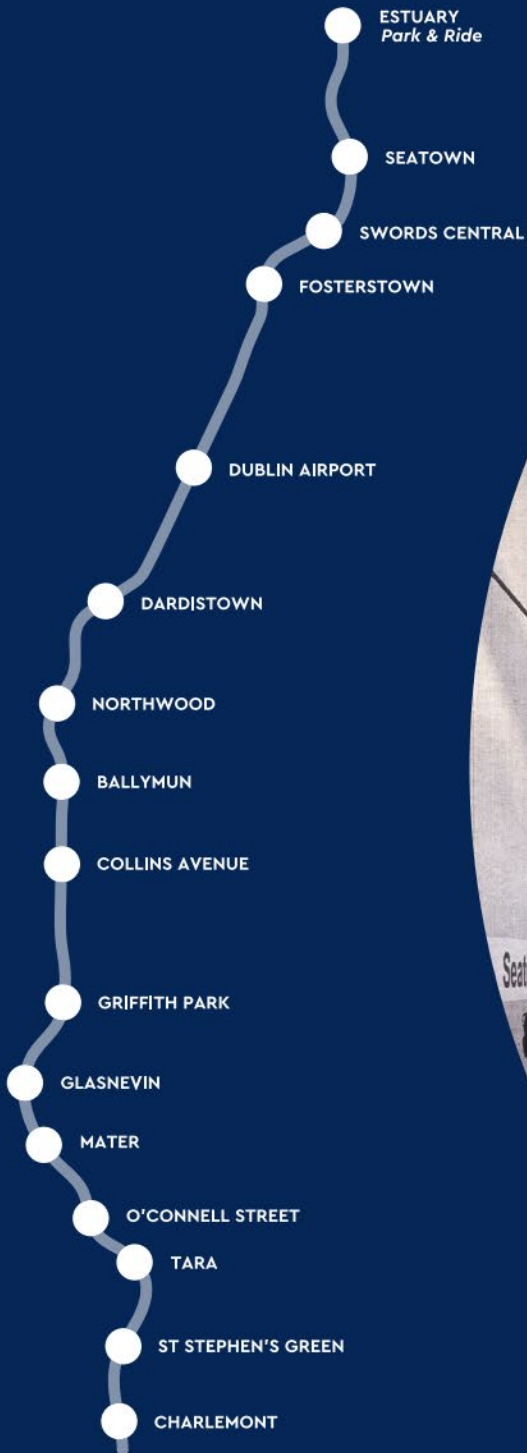 ESTUARY
Park & Ride
SEATOWN
SWORDS CENTRAL
FOSTERSTOWN
DUBLIN AIRPORT
DARDISTOWN
NORTHWOOD
BALLYMUN
COLLINS AVENUE
GRIFFITH PARK
GLASNEVIN
MATER
O'CONNELL STREET
TARA
ST STEPHEN'S GREEN
CHARLEMONT